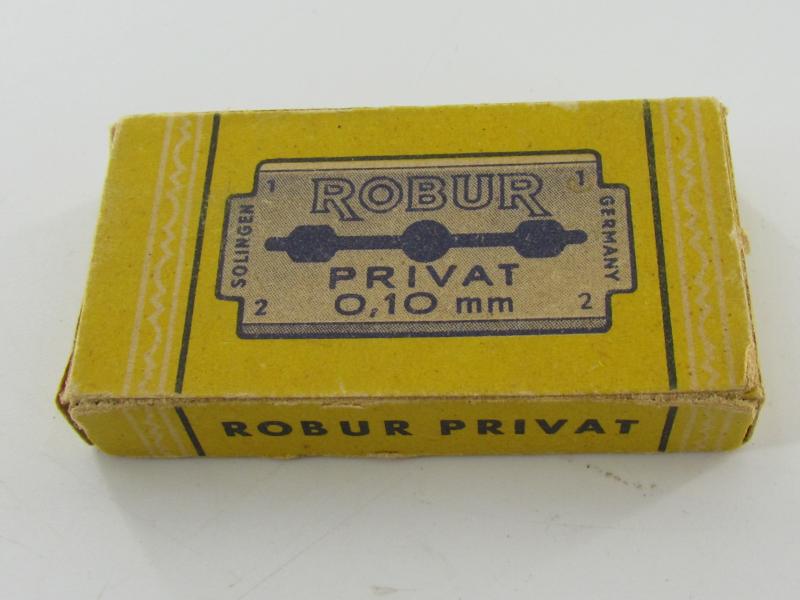 1 ROBUR 1
SOLINGEN
GERMANY
PRIVAT
2 0,10 mm 2
ROBUR PRIVAT